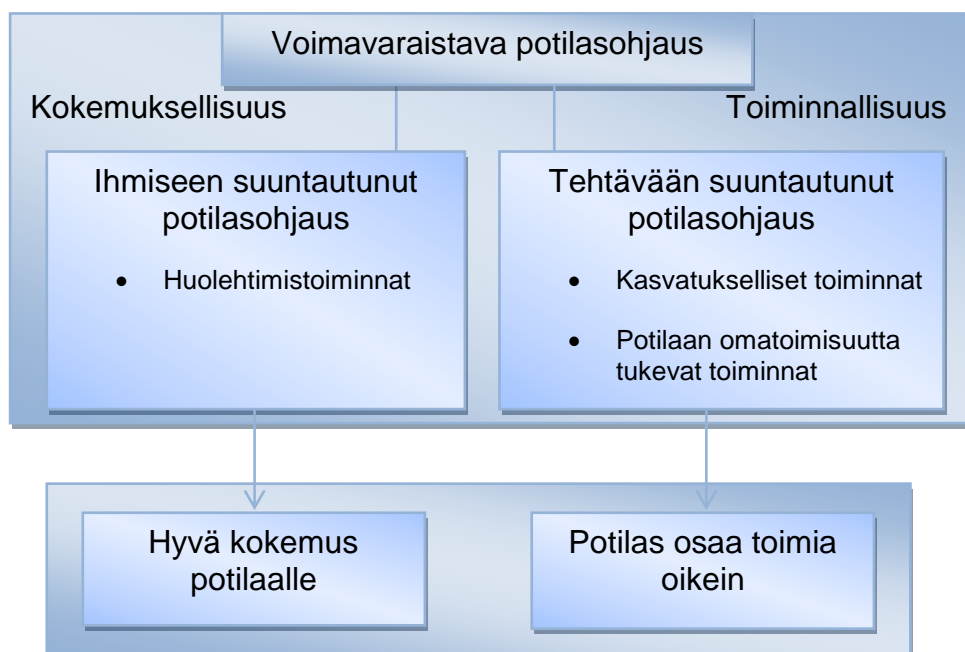 Voimavaraistava potilasohjaus
Kokemuksellisuus
Toiminnallisuus
Ihmiseen suuntautunut
potilasohjaus
• Huolehtimistoiminnat
Tehtävään suuntautunut
potilasohjaus
• Kasvatukselliset toiminnat
• Potilaan omatoimisuutta
tukevat toiminnat
Hyvä kokemus
potilaalle
Potilas osaa toimia
oikein